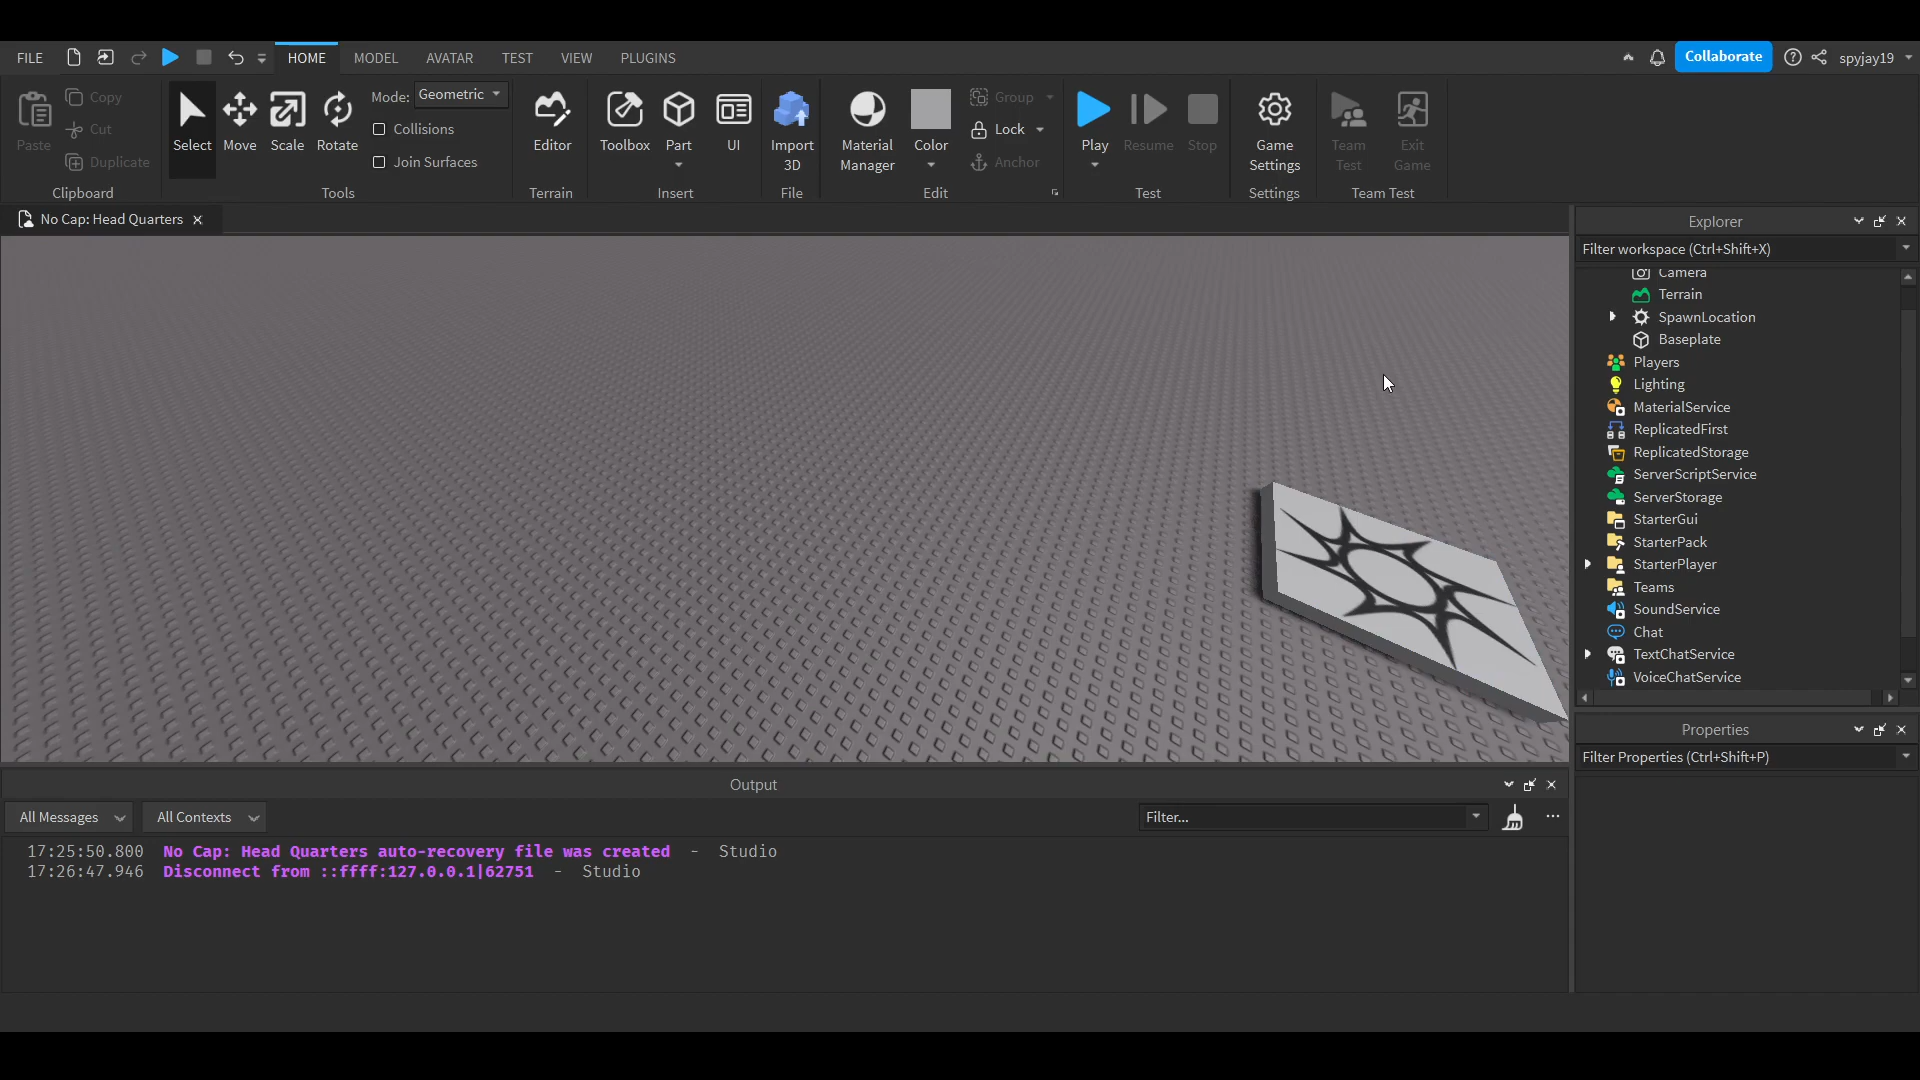 FILE HOME MODEL AVATAR TEST VIEW PLUGINS Collaborate spyjay19
Paste Copy Cut Duplicate
Clipboard
Select Move Scale Rotate Mode: Geometric
Collisions
Join Surfaces
Tools
Editor
Terrain
Toolbox Part UI
Insert
Import 3D
File
Material Manager Color Group
Lock
Anchor
Edit
Play Resume Stop
Test
Game Settings
Settings
Team Test Exit Game
Team Test
No Cap: Head Quarters
Explorer
Filter workspace (Ctrl+Shift+X)
Camera
Terrain
SpawnLocation
Baseplate
Players
Lighting
MaterialService
ReplicatedFirst
ReplicatedStorage
ServerScriptService
ServerStorage
StarterGui
StarterPack
StarterPlayer
Teams
SoundService
Chat
TextChatService
VoiceChatService
Properties
Filter Properties (Ctrl+Shift+P)
Output
All Messages All Contexts Filter... ...
17:25:50.800 No Cap: Head Quarters auto-recovery file was created - Studio
17:26:47.946 Disconnect from ::ffff:127.0.0.1|62751 - Studio